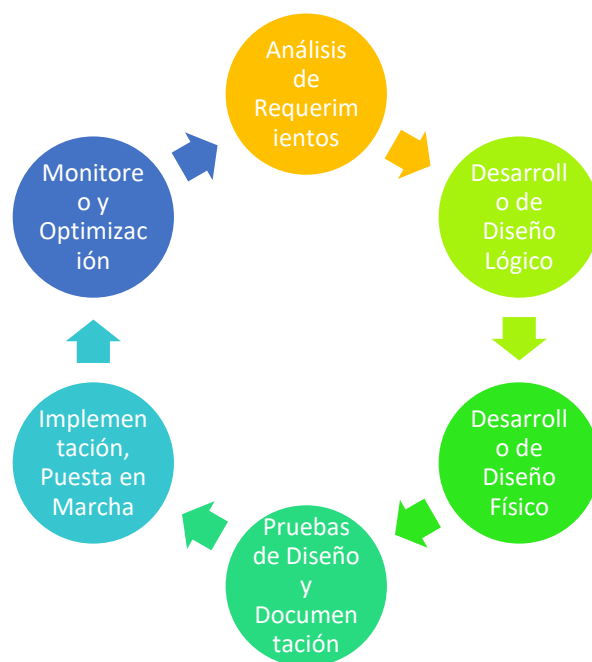 Análisis
de
Requerim
ientos
Desarroll
o de
Diseño
Lógico
Desarroll
o de
Diseño
Físico
Pruebas
de Diseño
y
Documen
tación
Implemen
tación,
Puesta en
Marcha
Monitore
o y
Optimizac
ión